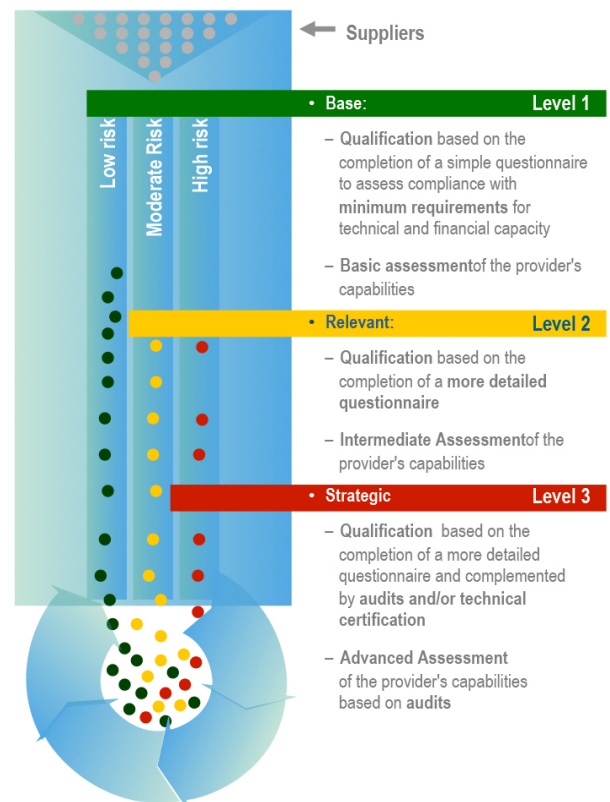 Suppliers
• Base: Level 1
Low risk
Moderate Risk
High risk
– Qualification based on the
completion of a simple questionnaire
to assess compliance with
minimum requirements for
technical and financial capacity
– Basic assessmentof the provider's
capabilities
• Relevant: Level 2
– Qualification based on the
completion of a more detailed
questionnaire
– Intermediate Assessmentof the
provider's capabilities
• Strategic Level 3
– Qualification based on the
completion of a more detailed
questionnaire and complemented
by audits and/or technical
certification
– Advanced Assessment
of the provider's capabilities
based on audits